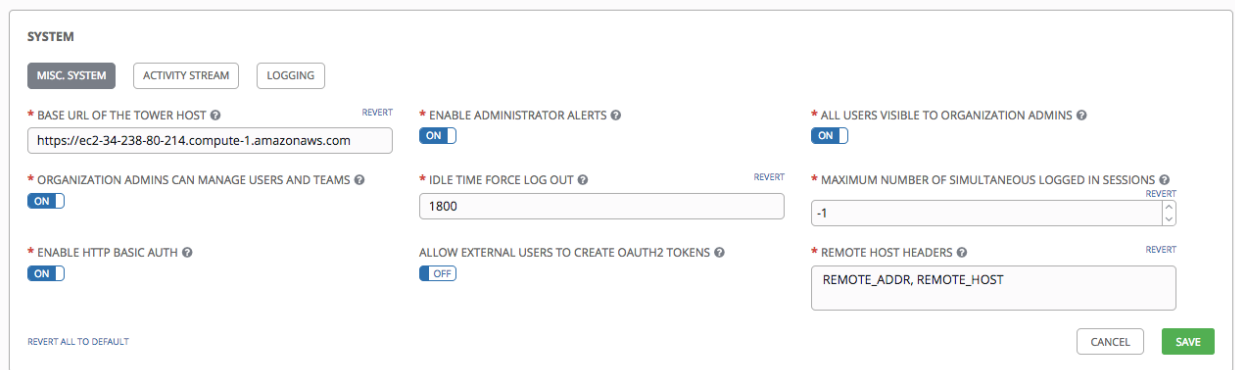 SYSTEM
MISC. SYSTEM
ACTIVITY STREAM
LOGGING
* BASE URL OF THE TOWER HOST ?
REVERT
https://ec2-34-238-80-214.compute-1.amazonaws.com
* ENABLE ADMINISTRATOR ALERTS ?
ON
* ALL USERS VISIBLE TO ORGANIZATION ADMINS ?
ON
* ORGANIZATION ADMINS CAN MANAGE USERS AND TEAMS ?
ON
* IDLE TIME FORCE LOG OUT ?
REVERT
1800
* MAXIMUM NUMBER OF SIMULTANEOUS LOGGED IN SESSIONS ?
REVERT
-1
* ENABLE HTTP BASIC AUTH ?
ON
ALLOW EXTERNAL USERS TO CREATE OAUTH2 TOKENS ?
OFF
* REMOTE HOST HEADERS ?
REVERT
REMOTE_ADDR, REMOTE_HOST
REVERT ALL TO DEFAULT
CANCEL
SAVE